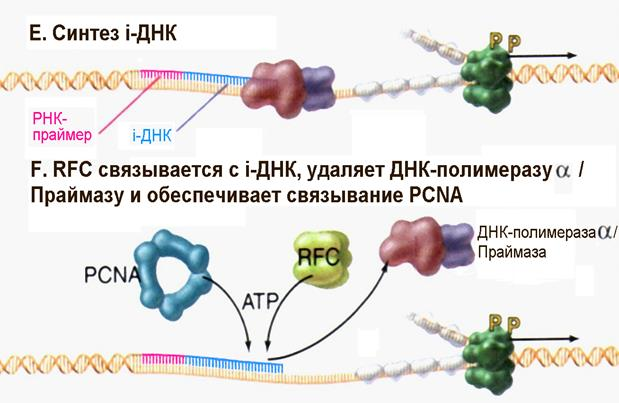 E. Синтез i-ДНК
P P
РНК-
праймер
i-ДНК
F. RFC связывается с i-ДНК, удаляет ДНК-полимеразу α /
Праймазу и обеспечивает связывание PCNA
PCNA
ATP
RFC
ДНК-полимераза α/
Праймаза
P P